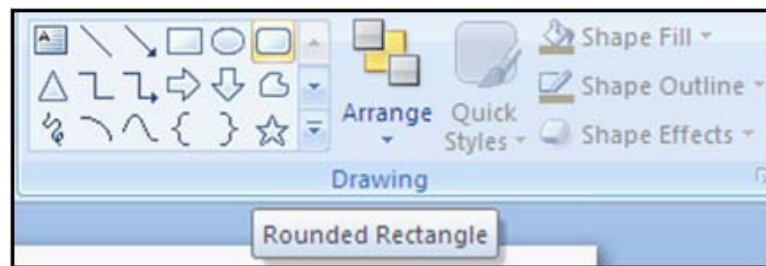 Shape Fill
Shape Outline
Arrange Quick Styles Shape Effects
Drawing
Rounded Rectangle